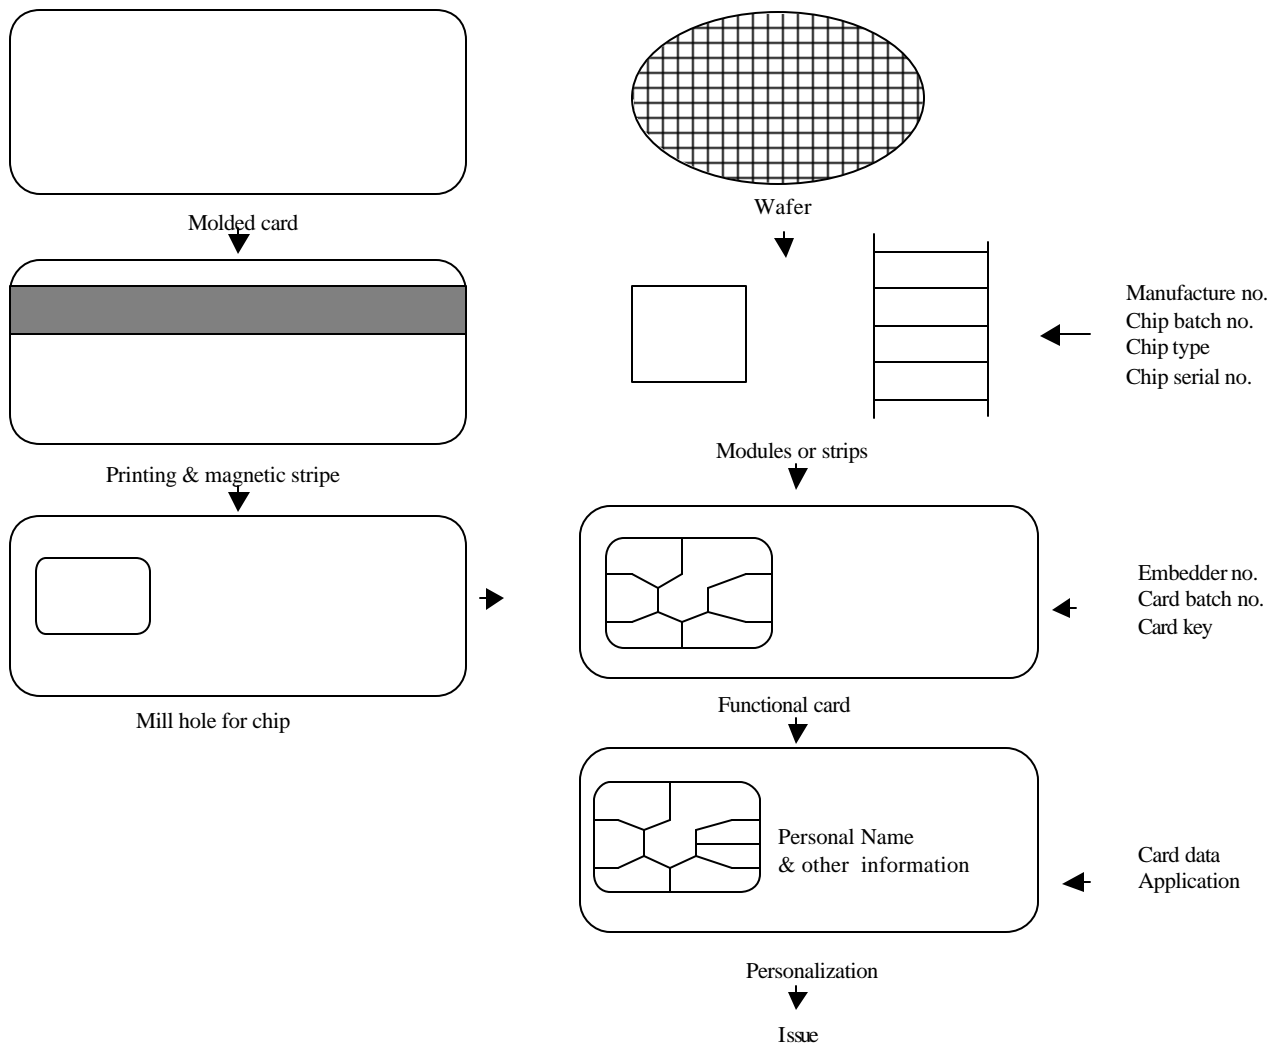 Molded card
Wafer
Manufacture no.
Chip batch no.
Chip type
Chip serial no.
Modules or strips
Printing & magnetic stripe
Embedder no.
Card batch no.
Card key
Functional card
Mill hole for chip
Personal Name
& other information
Card data
Application
Personalization
Issue